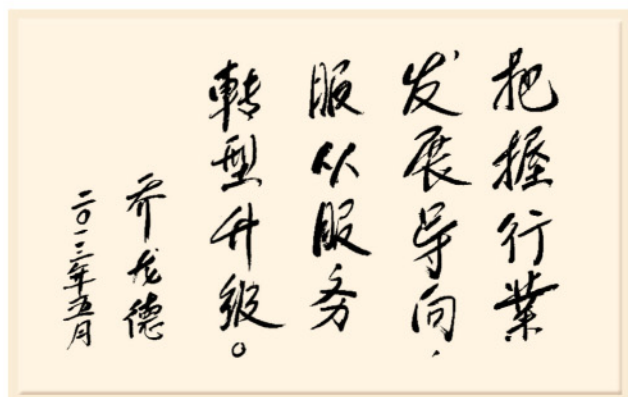 把握行業
发展导向，
服从服务
轉型升级。
乔龙德
二〇一三年五月